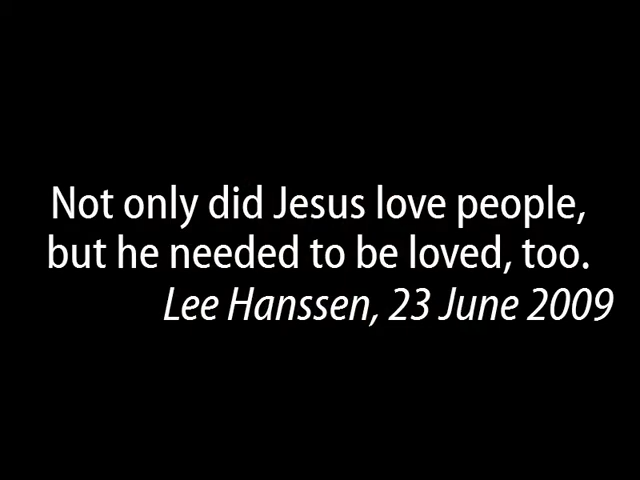 Not only did Jesus love people,
but he needed to be loved, too.
Lee Hanssen, 23 June 2009